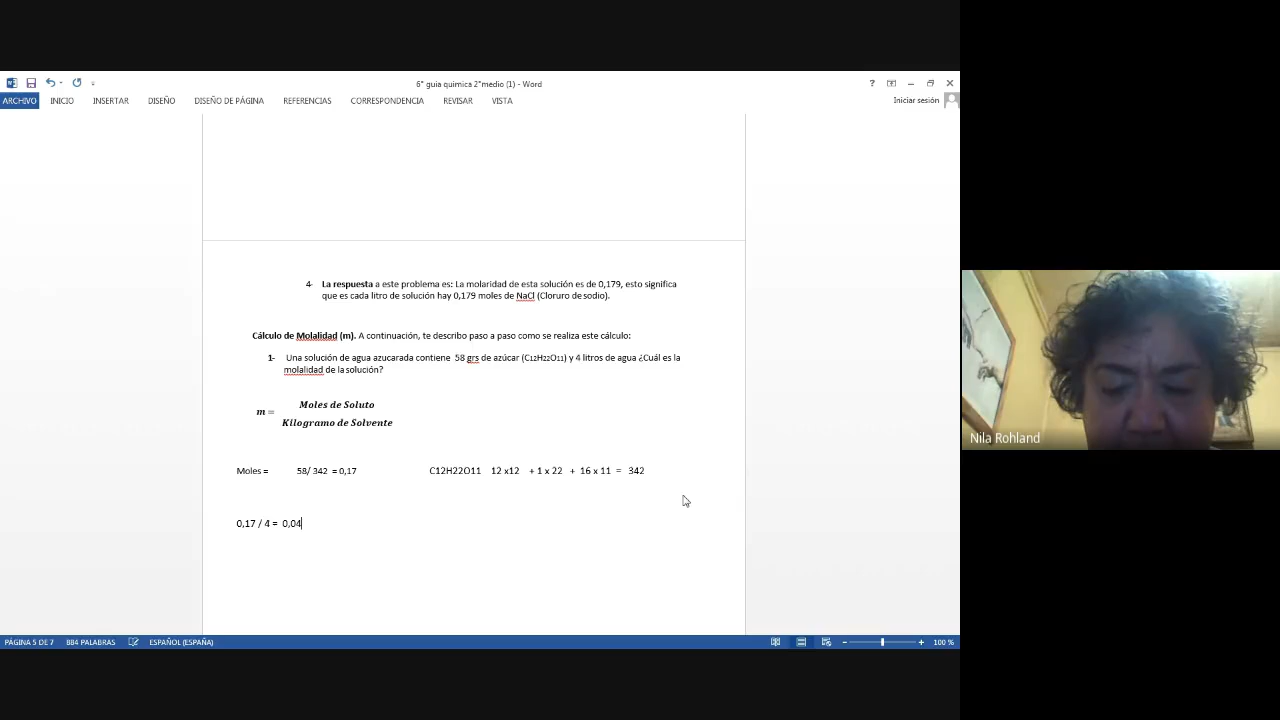 6° guia quimica 2°medio (1) - Word
ARCHIVO INICIO INSERTAR DISEÑO DISEÑO DE PÁGINA REFERENCIAS CORRESPONDENCIA REVISAR VISTA
Iniciar sesión
4- La respuesta a este problema es: La molaridad de esta solución es de 0,179, esto significa
que es cada litro de solución hay 0,179 moles de NaCl (Cloruro de sodio).
Cálculo de Molalidad (m). A continuación, te describo paso a paso como se realiza este cálculo:
1- Una solución de agua azucarada contiene 58 grs de azúcar (C12H22O11) y 4 litros de agua ¿Cuál es la
molalidad de la solución?
m = Moles de Soluto
Kilogramo de Solvente
Moles = 58/ 342 = 0,17 C12H22O11 12 x12 + 1 x 22 + 16 x 11 = 342
0,17 / 4 = 0,04
Nila Rohland
PÁGINA 5 DE 7 884 PALABRAS ESPAÑOL (ESPAÑA) 100 %